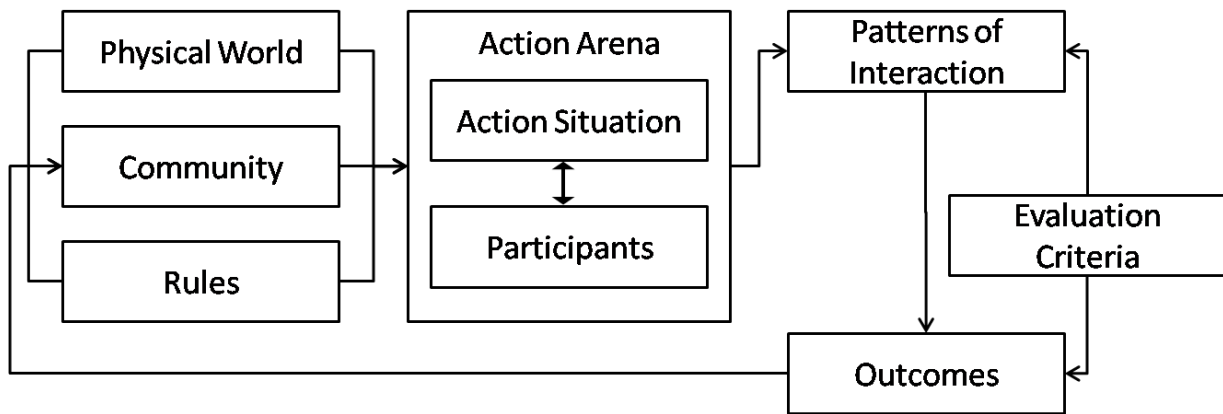 Physical World
Community
Rules
Action Arena
Action Situation
Participants
Patterns of
Interaction
Evaluation
Criteria
Outcomes